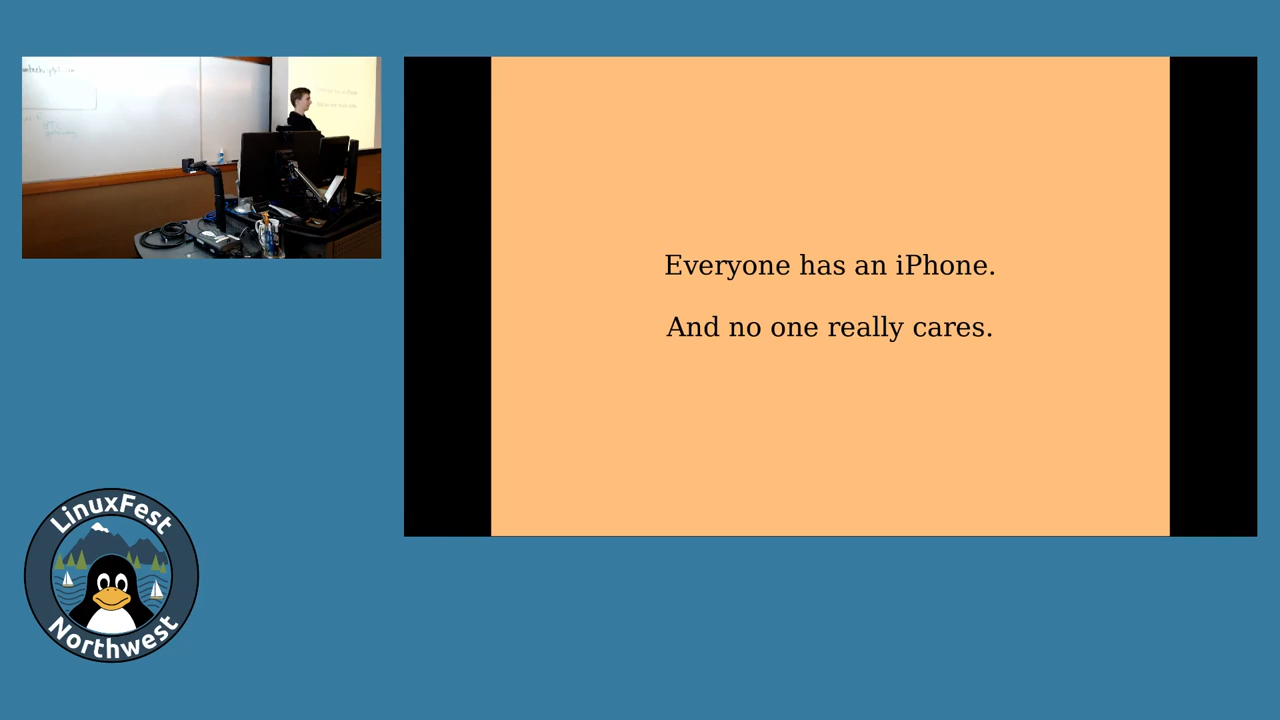 Everyone has an iPhone.
And no one really cares.
LinuxFest
Northwest